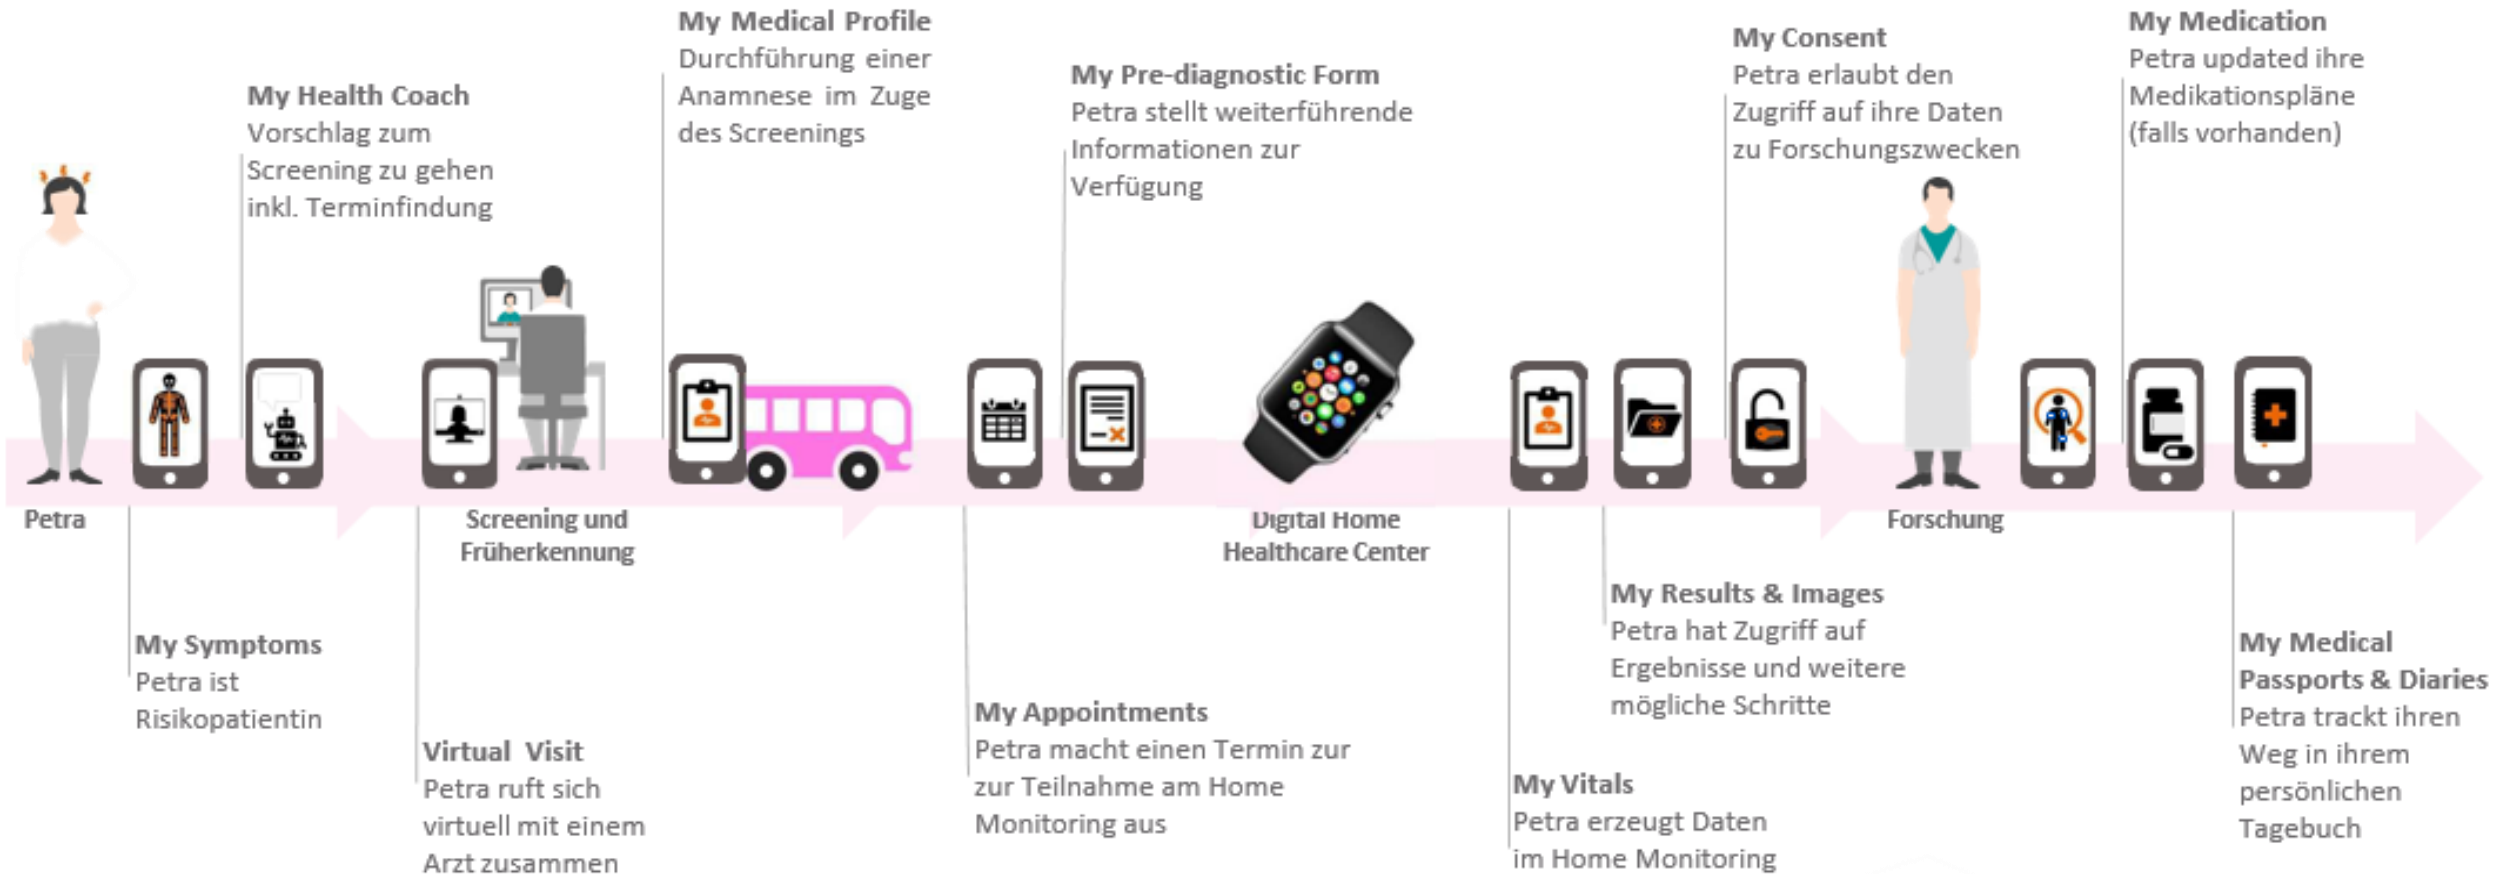 My Health Coach
Vorschlag zum
Screening zu gehen
inkl. Terminfindung
My Medical Profile
Durchführung einer
Anamnese im Zuge
des Screenings
My Pre-diagnostic Form
Petra stellt weiterführende
Informationen zur
Verfügung
My Consent
Petra erlaubt den
Zugriff auf ihre Daten
zu Forschungszwecken
My Medication
Petra updated ihre
Medikationspläne
(falls vorhanden)
Petra
Screening und
Früherkennung
Digital Home
Healthcare Center
Forschung
My Symptoms
Petra ist
Risikopatientin
Virtual Visit
Petra ruft sich
virtuell mit einem
Arzt zusammen
My Appointments
Petra macht einen Termin zur
zur Teilnahme am Home
Monitoring aus
My Vitals
Petra erzeugt Daten
im Home Monitoring
My Results & Images
Petra hat Zugriff auf
Ergebnisse und weitere
mögliche Schritte
My Medical
Passports & Diaries
Petra trackt ihren
Weg in ihrem
persönlichen
Tagebuch